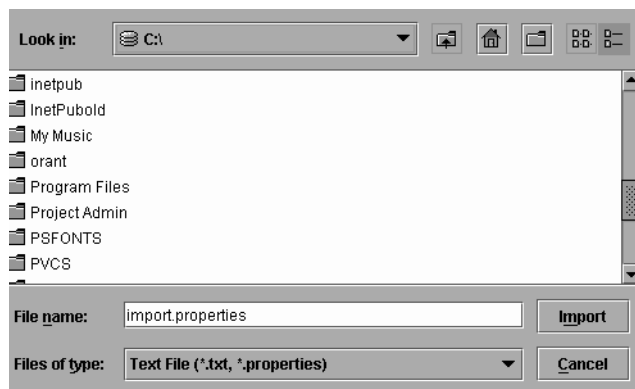 Look in: C:\
inetpub
InetPubold
My Music
orant
Program Files
Project Admin
PSFONTS
PVCS
File name: import.properties Import
Files of type: Text File (*.txt, *.properties) Cancel